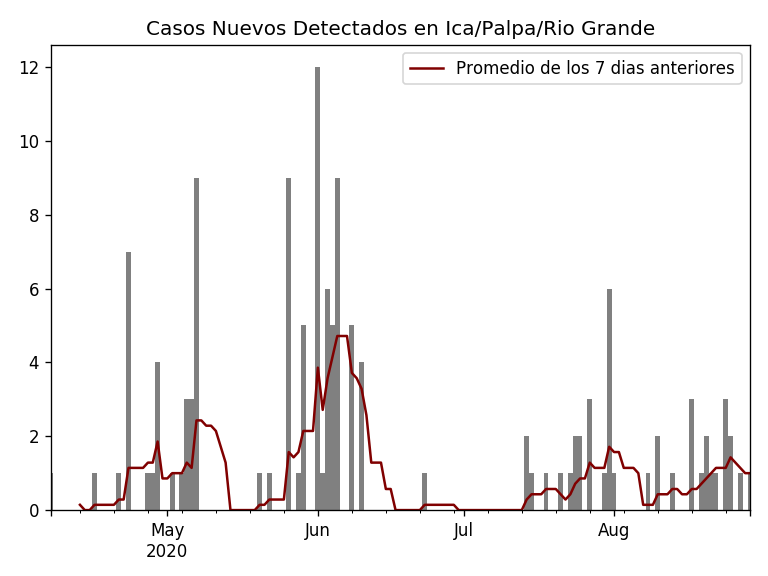 Casos Nuevos Detectados en Ica/Palpa/Rio Grande
Promedio de los 7 dias anteriores
12
10
8
6
4
2
0
May
2020
Jun
Jul
Aug